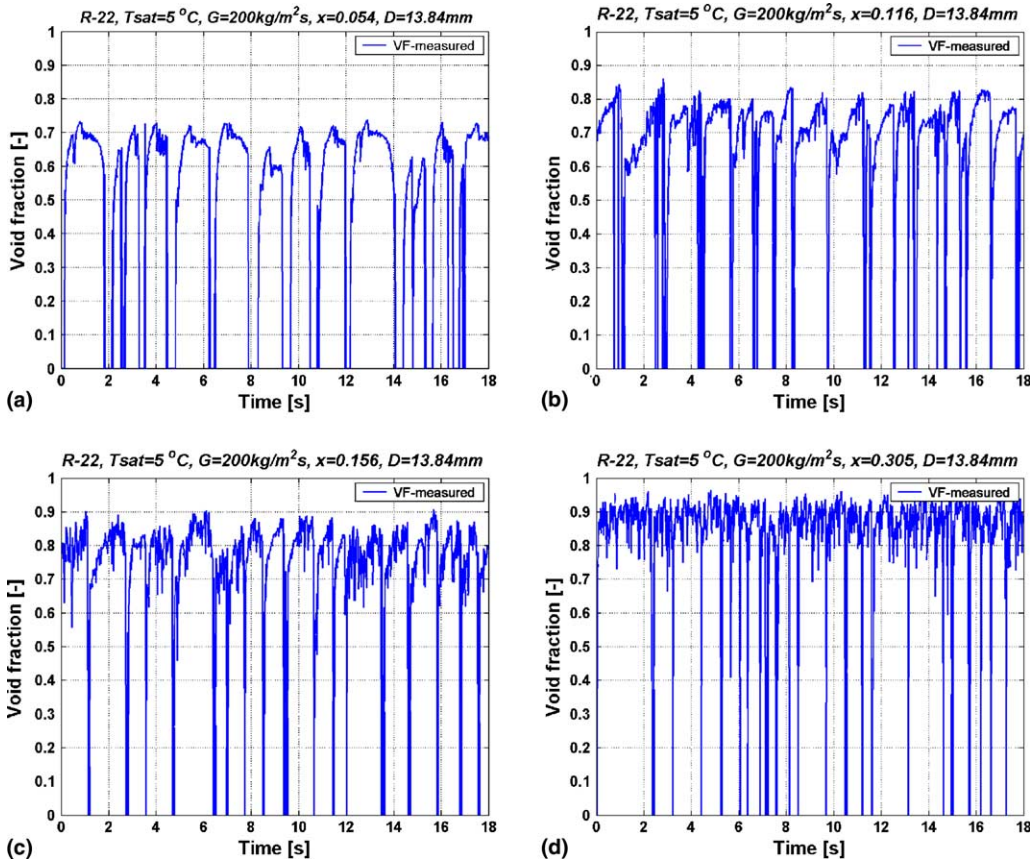 R-22, Tsat=5 °C, G=200kg/m²s, x=0.054, D=13.84mm
VF-measured
Void fraction [-]
1
0.9
0.8
0.7
0.6
0.5
0.4
0.3
0.2
0.1
0
0 2 4 6 8 10 12 14 16 18
Time [s]
(a)
R-22, Tsat=5 °C, G=200kg/m²s, x=0.116, D=13.84mm
VF-measured
Void fraction [-]
1
0.9
0.8
0.7
0.6
0.5
0.4
0.3
0.2
0.1
0
0 2 4 6 8 10 12 14 16 18
Time [s]
(b)
R-22, Tsat=5 °C, G=200kg/m²s, x=0.156, D=13.84mm
VF-measured
Void fraction [-]
1
0.9
0.8
0.7
0.6
0.5
0.4
0.3
0.2
0.1
0
0 2 4 6 8 10 12 14 16 18
Time [s]
(c)
R-22, Tsat=5 °C, G=200kg/m²s, x=0.305, D=13.84mm
VF-measured
Void fraction [-]
1
0.9
0.8
0.7
0.6
0.5
0.4
0.3
0.2
0.1
0
0 2 4 6 8 10 12 14 16 18
Time [s]
(d)